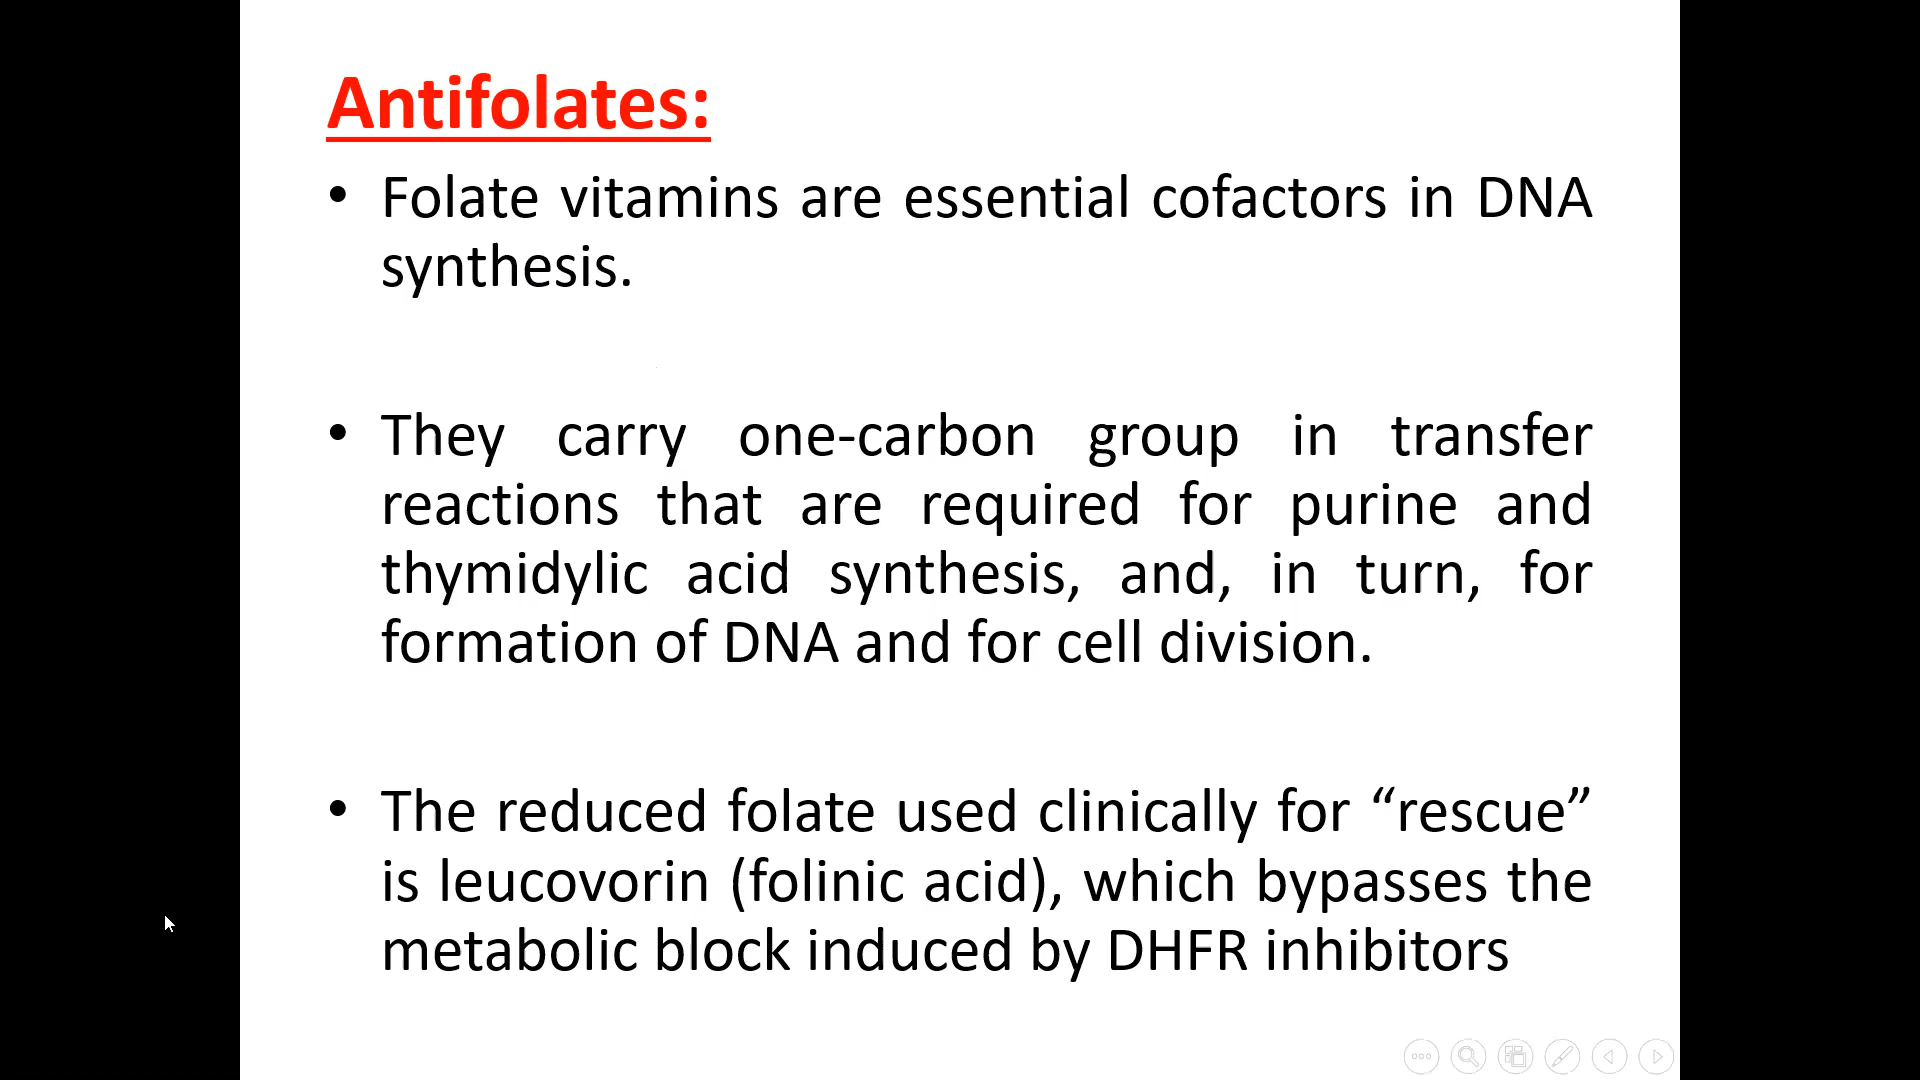 Antifolates:
• Folate vitamins are essential cofactors in DNA
synthesis.
• They carry one-carbon group in transfer
reactions that are required for purine and
thymidylic acid synthesis, and, in turn, for
formation of DNA and for cell division.
• The reduced folate used clinically for “rescue”
is leucovorin (folinic acid), which bypasses the
metabolic block induced by DHFR inhibitors